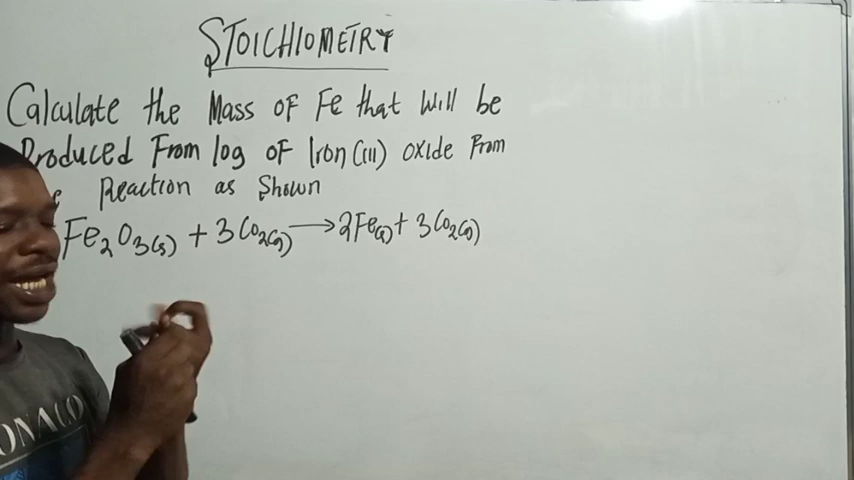 STOICHIOMETRY
Calculate the Mass of Fe that Will be
Produced From 10g of Iron (III) oxide From
Reaction as Shown
Fe2O3(s) + 3CO2(g) → 2Fe(s) + 3CO2(g)
ONACO